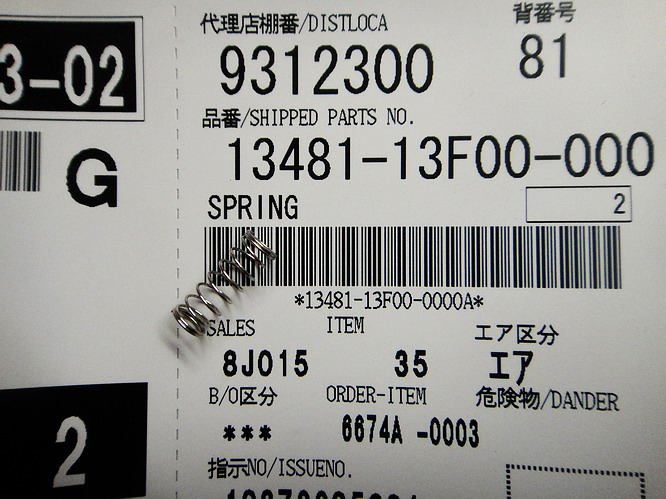 代理店棚番/DISTLOCA
背番号
3-02
9312300
81
品番/SHIPPED PARTS NO.
13481-13F00-000
G
SPRING
2
*13481-13F00-0000A*
SALES
ITEM
エア区分
8J015
35
エア
B/O区分
ORDER-ITEM
危険物/DANDER
***
6674A -0003
2
指示NO/ISSUENO.